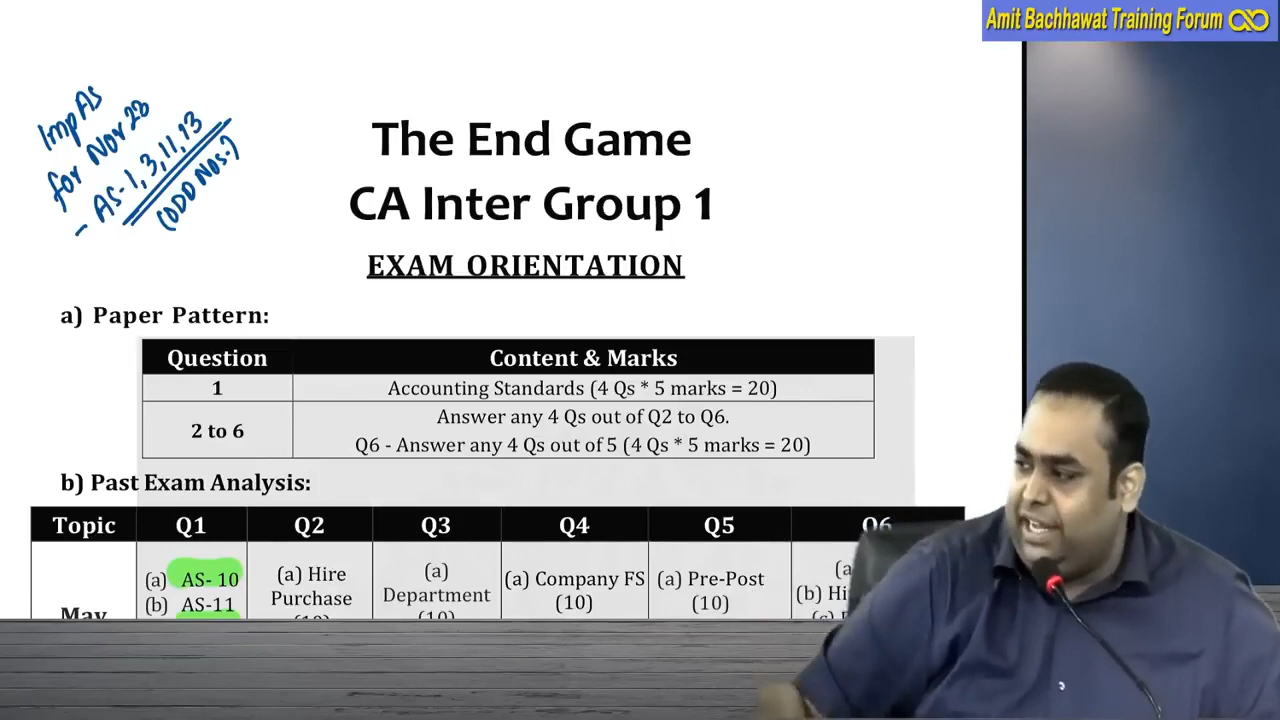 Amit Bachhawat Training Forum
Imp AS
for Nov 23
- AS-1, 3, 11, 13
(ODD Nos.)
The End Game
CA Inter Group 1
EXAM ORIENTATION
a) Paper Pattern:
Question Content & Marks
1 Accounting Standards (4 Qs * 5 marks = 20)
2 to 6 Answer any 4 Qs out of Q2 to Q6.
Q6 - Answer any 4 Qs out of 5 (4 Qs * 5 marks = 20)
b) Past Exam Analysis:
Topic Q1 Q2 Q3 Q4 Q5 Q6
May
(a) AS- 10
(b) AS-11
(a) Hire
Purchase
(a)
Department
(10)
(a) Company FS
(10)
(a) Pre-Post
(10)
(a
(b) Hi